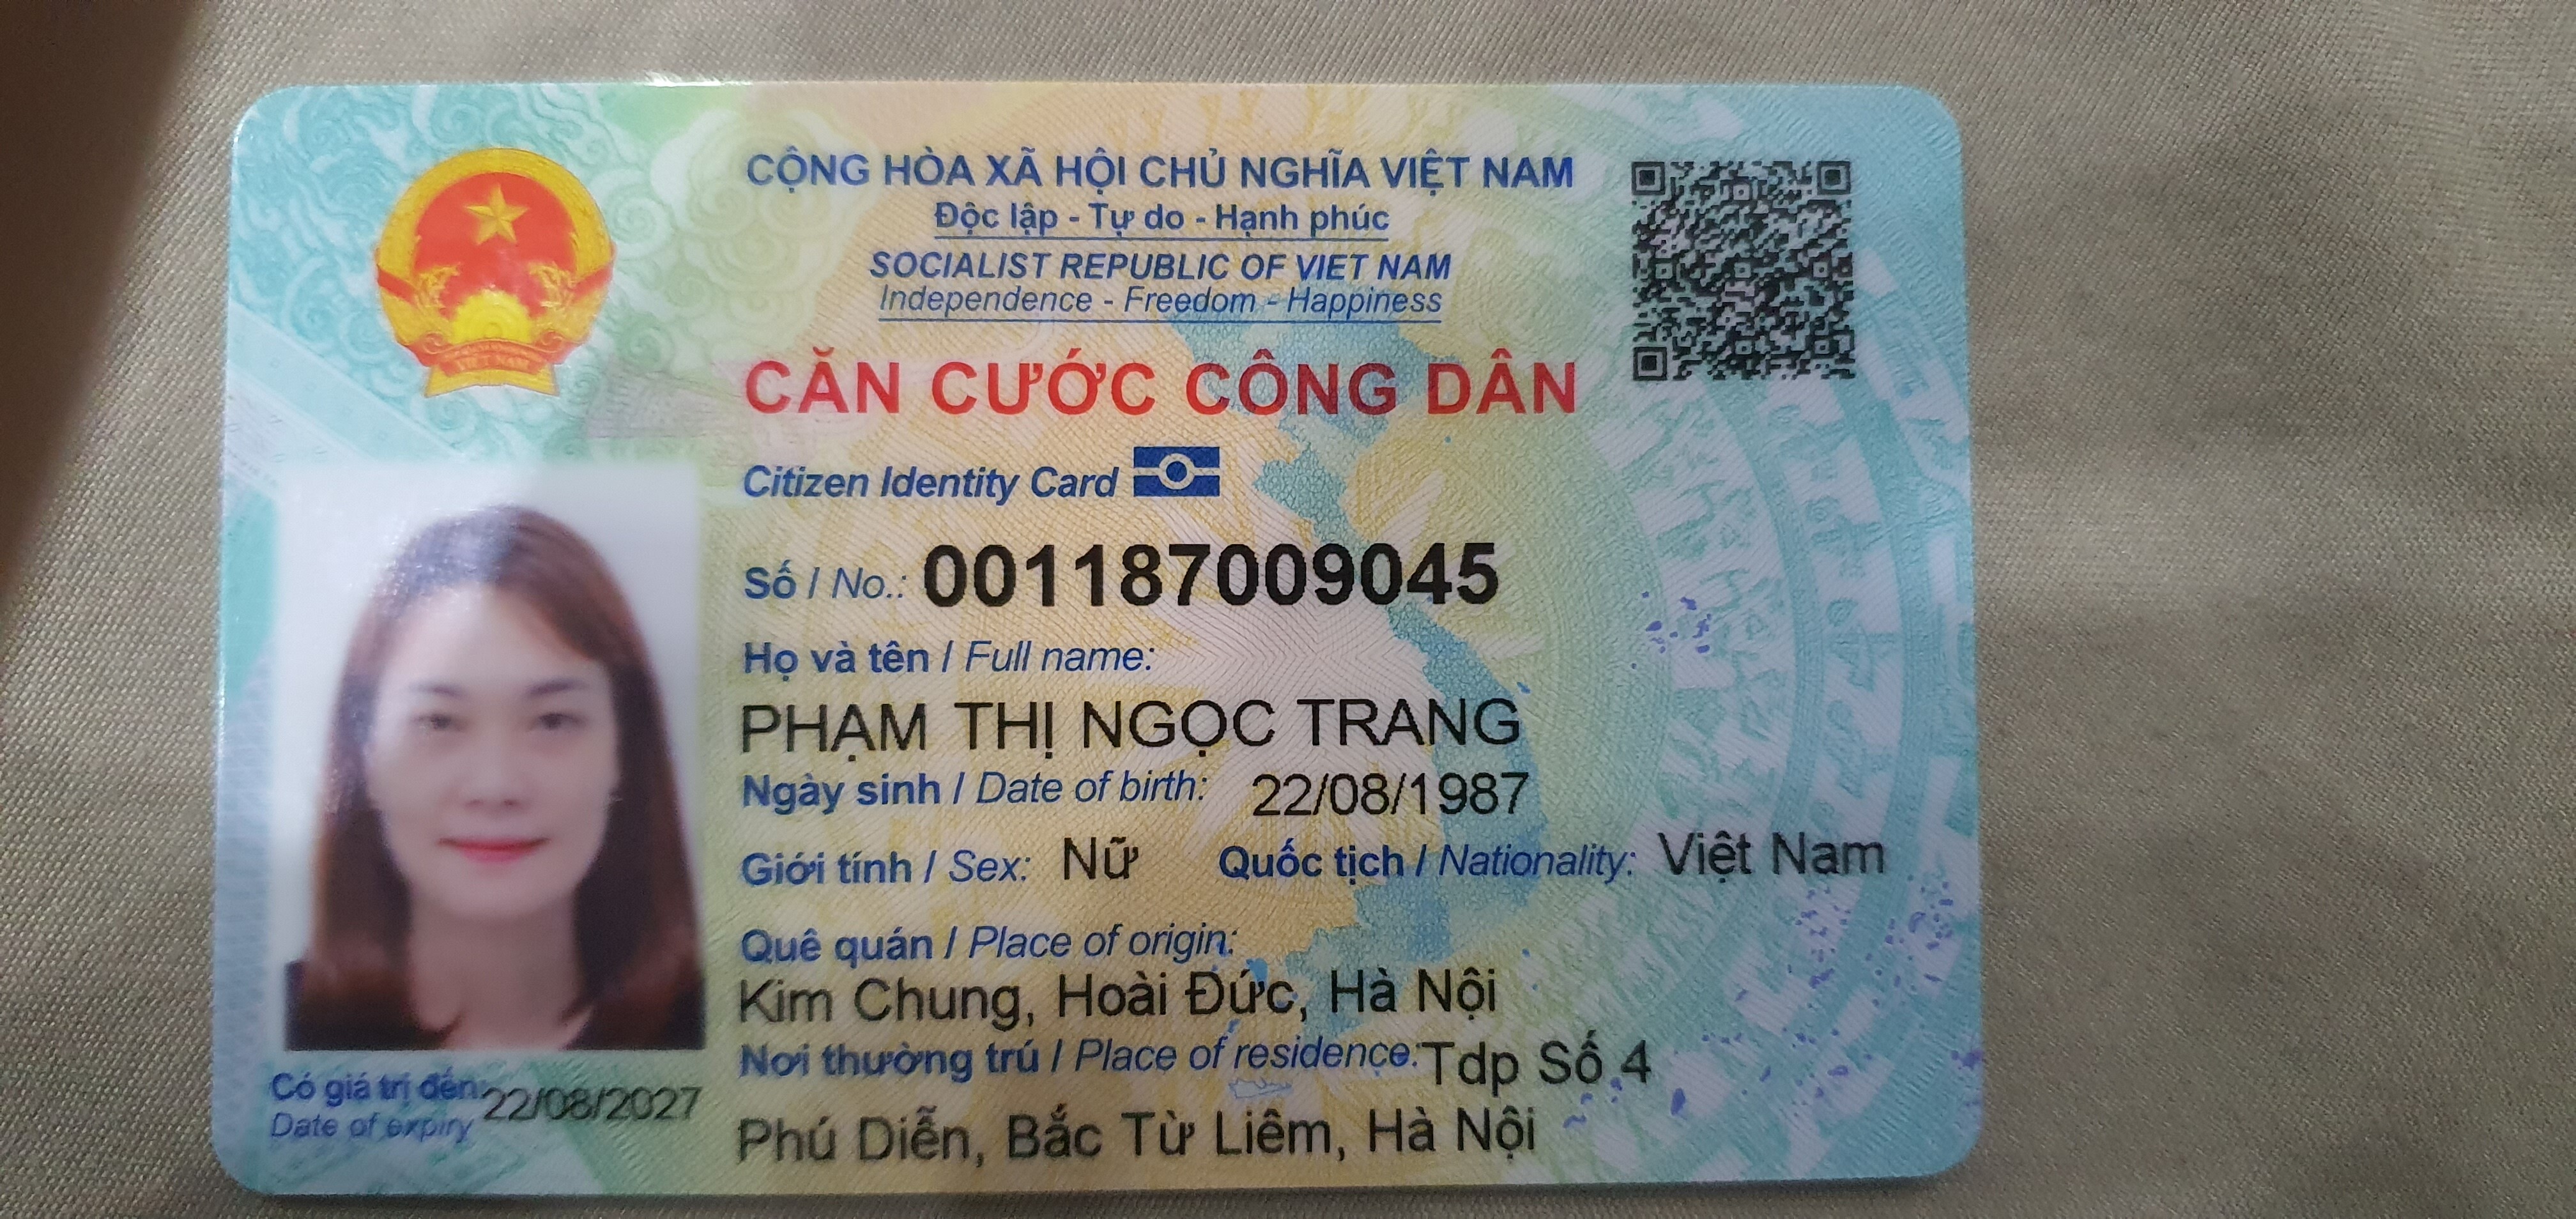 CỘNG HÒA XÃ HỘI CHỦ NGHĨA VIỆT NAM
Độc lập - Tự do - Hạnh phúc
SOCIALIST REPUBLIC OF VIET NAM
Independence - Freedom - Happiness
CĂN CƯỚC CÔNG DÂN
Citizen Identity Card
Số / No.: 001187009045
Họ và tên / Full name:
PHẠM THỊ NGỌC TRANG
Ngày sinh / Date of birth: 22/08/1987
Giới tính / Sex: Nữ Quốc tịch / Nationality: Việt Nam
Quê quán / Place of origin:
Kim Chung, Hoài Đức, Hà Nội
Nơi thường trú / Place of residence: Tdp Số 4
Phú Diễn, Bắc Từ Liêm, Hà Nội
Có giá trị đến: 22/08/2027
Date of expiry